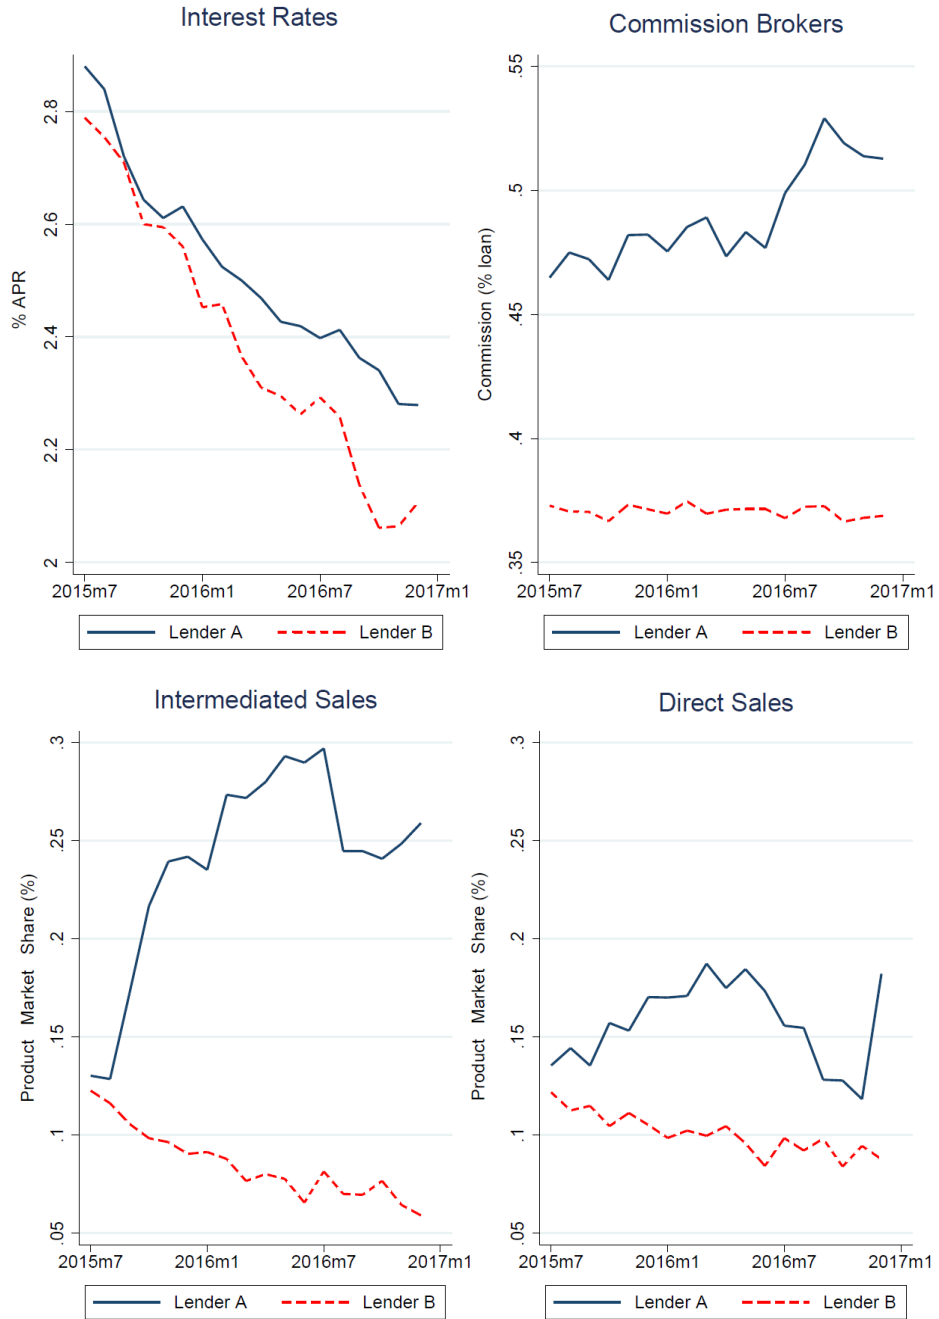 Interest Rates
% APR
2.8
2.6
2.4
2.2
2
2015m7 2016m1 2016m7 2017m1
Lender A Lender B
Commission Brokers
Commission (% loan)
.55
.5
.45
.4
.35
2015m7 2016m1 2016m7 2017m1
Lender A Lender B
Intermediated Sales
Product Market Share (%)
.3
.25
.2
.15
.1
.05
2015m7 2016m1 2016m7 2017m1
Lender A Lender B
Direct Sales
Product Market Share (%)
.3
.25
.2
.15
.1
.05
2015m7 2016m1 2016m7 2017m1
Lender A Lender B